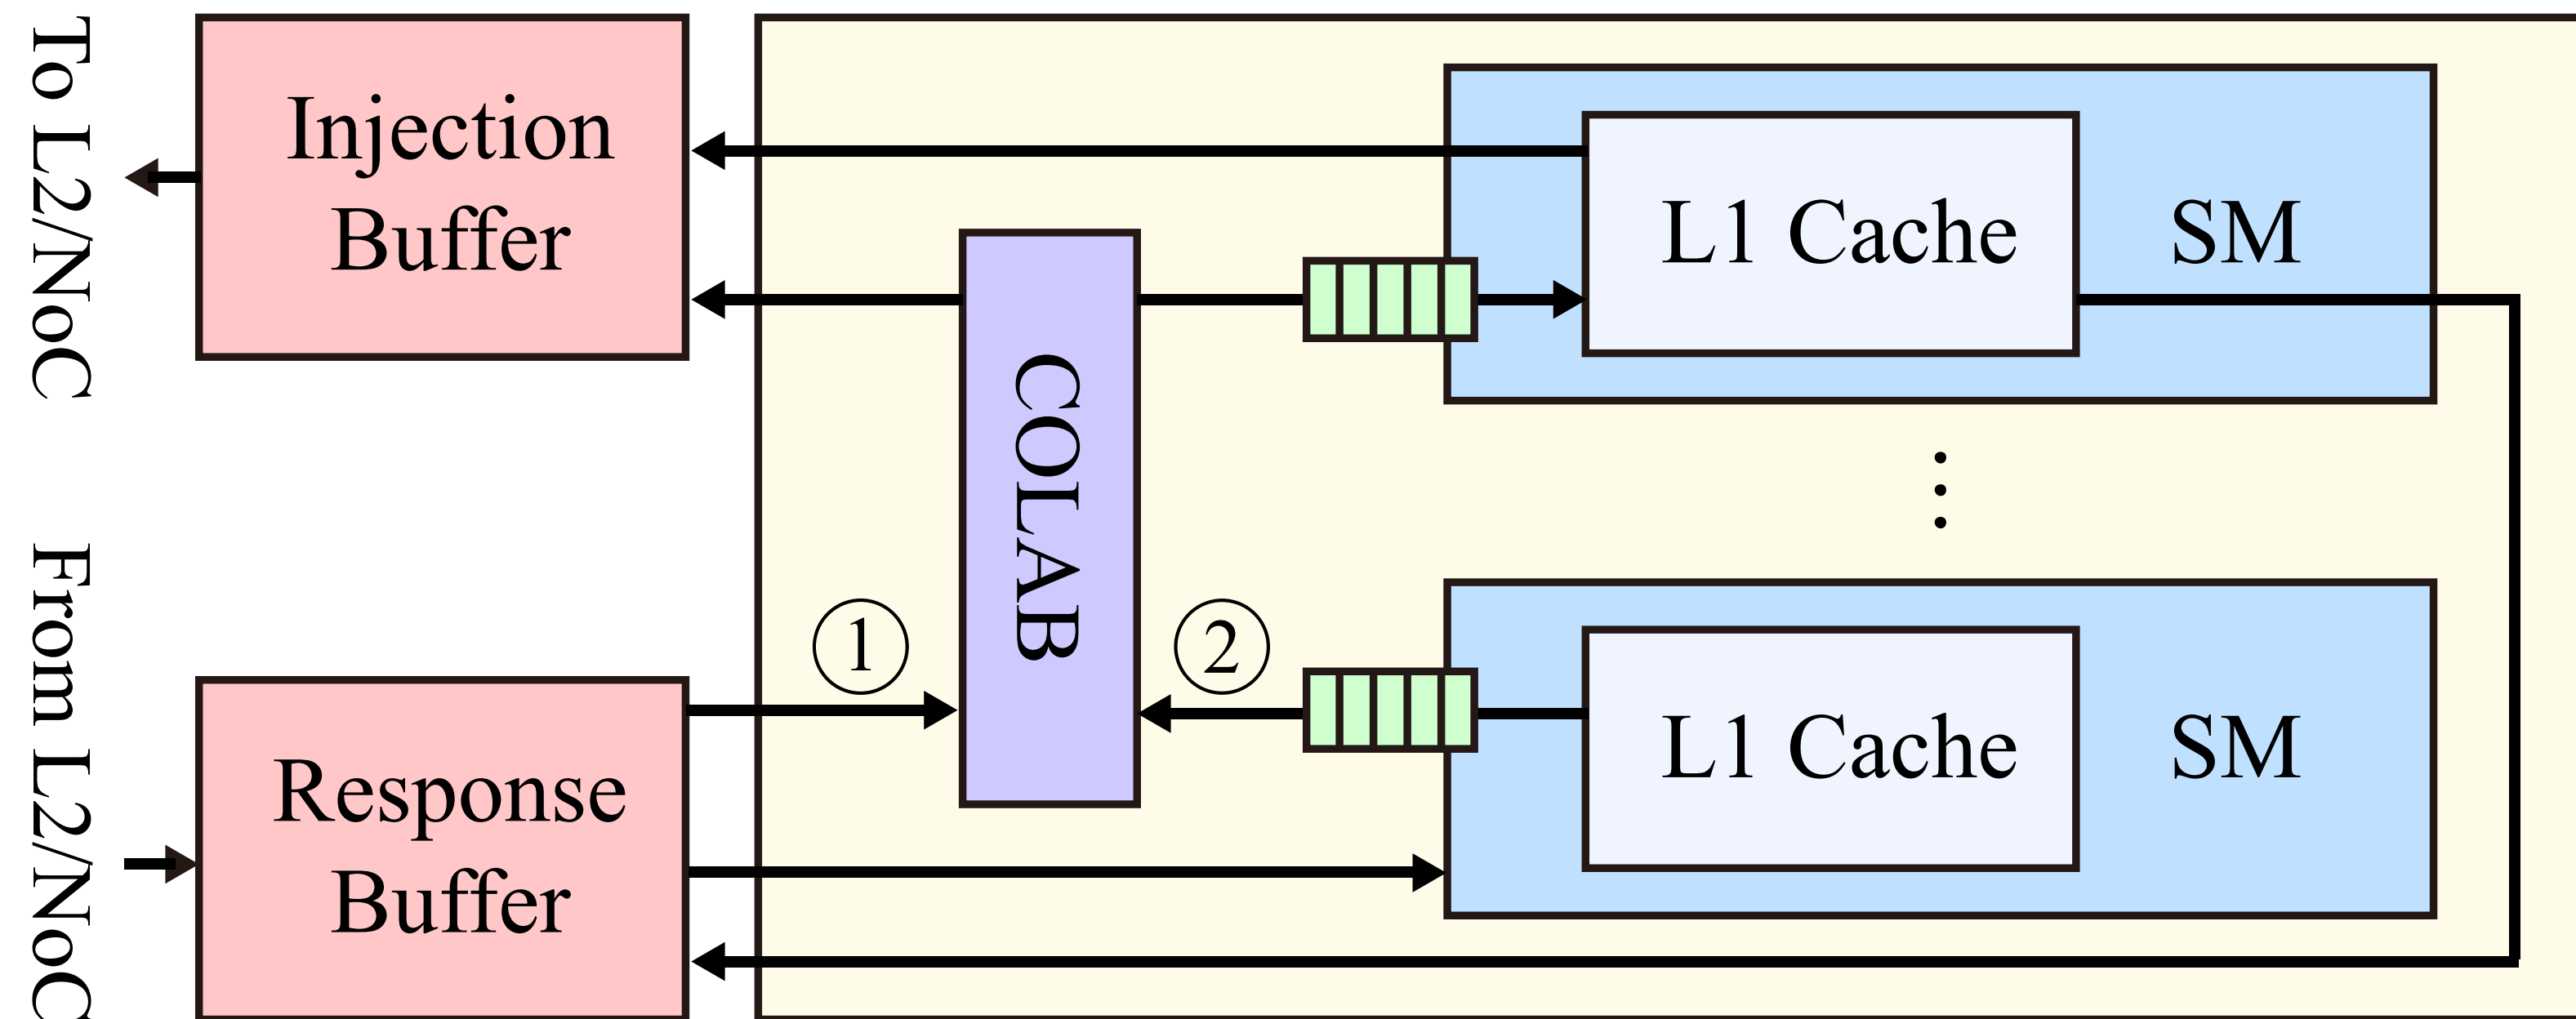 To L2/NoC
Injection
Buffer
L1 Cache
SM
COLAB
From L2/NoC
1
2
Response
Buffer
L1 Cache
SM